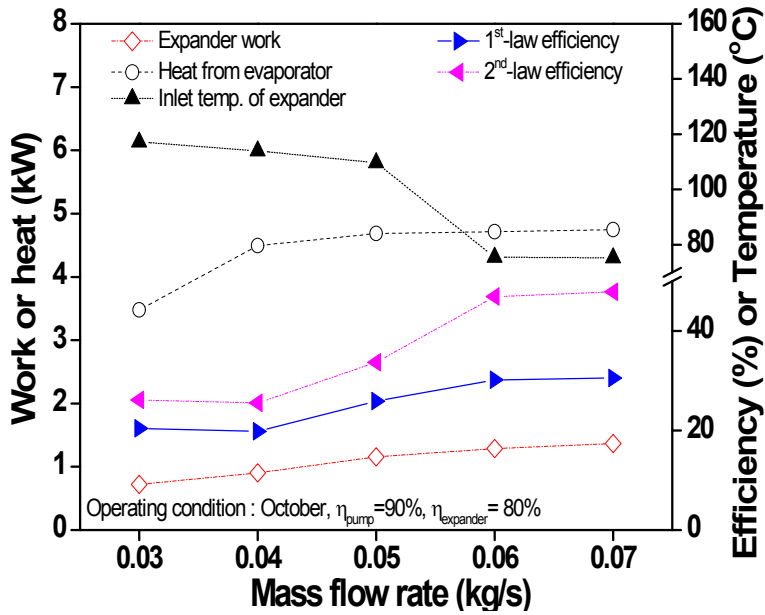 Expander work
Heat from evaporator
Inlet temp. of expander
1st-law efficiency
2nd-law efficiency
8
7
6
5
4
3
2
1
0
Work or heat (kW)
160
140
120
100
80
40
20
0
Efficiency (%) or Temperature (°C)
Operating condition : October, ηpump=90%, ηexpander= 80%
0.03 0.04 0.05 0.06 0.07
Mass flow rate (kg/s)